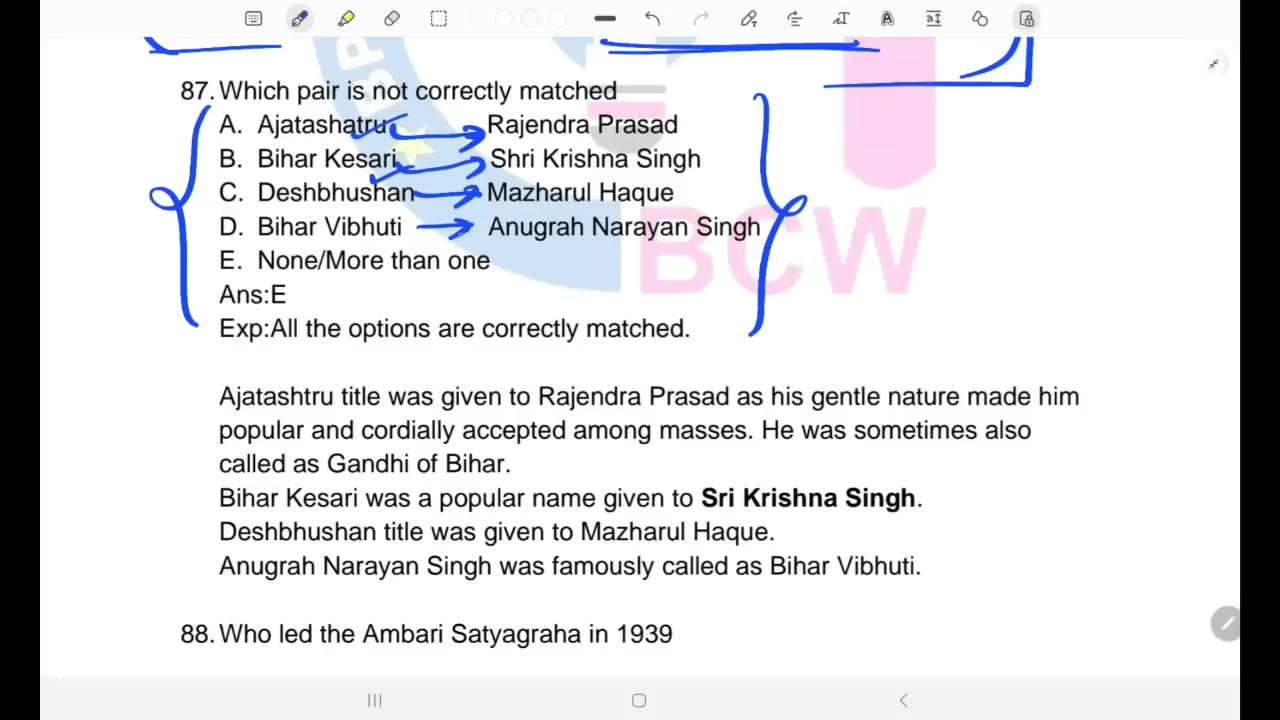 87. Which pair is not correctly matched
A. Ajatashatru Rajendra Prasad
B. Bihar Kesari Shri Krishna Singh
C. Deshbhushan Mazharul Haque
D. Bihar Vibhuti Anugrah Narayan Singh
E. None/More than one
Ans:E
Exp:All the options are correctly matched.
Ajatashtru title was given to Rajendra Prasad as his gentle nature made him
popular and cordially accepted among masses. He was sometimes also
called as Gandhi of Bihar.
Bihar Kesari was a popular name given to Sri Krishna Singh.
Deshbhushan title was given to Mazharul Haque.
Anugrah Narayan Singh was famously called as Bihar Vibhuti.
88. Who led the Ambari Satyagraha in 1939
BCW